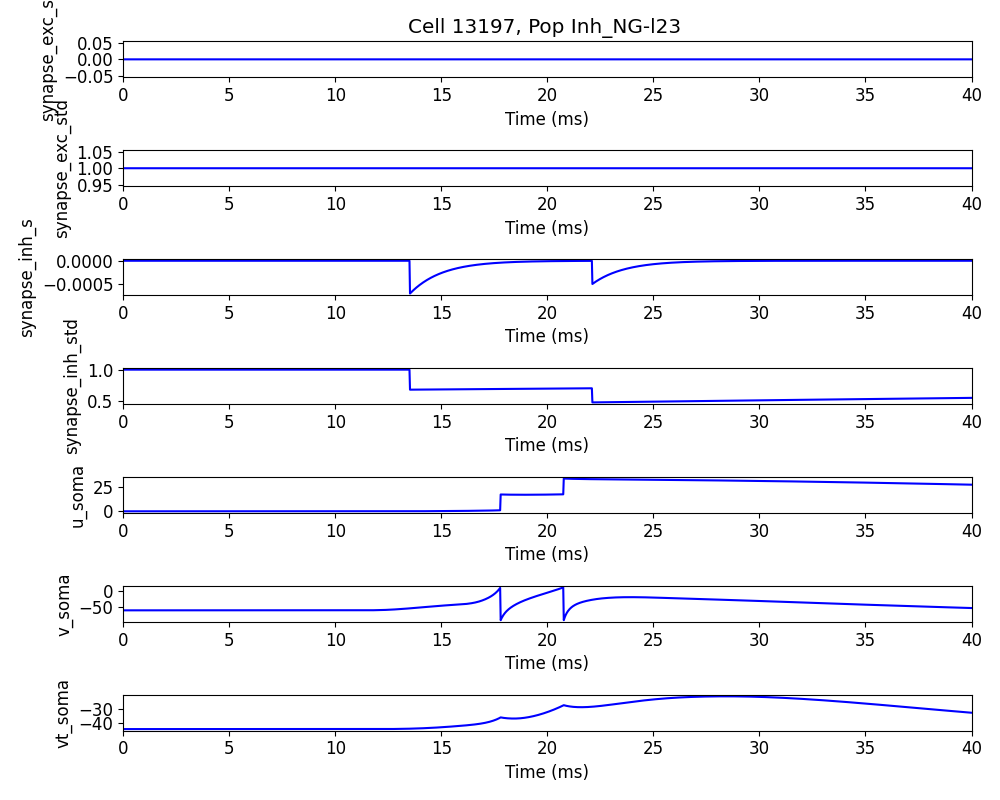 Cell 13197, Pop Inh_NG-l23
synapse_exc_s
0.05
0.00
−0.05
0 5 10 15 20 25 30 35 40
Time (ms)
synapse_exc_std
1.05
1.00
0.95
0 5 10 15 20 25 30 35 40
Time (ms)
synapse_inh_s
0.0000
−0.0005
0 5 10 15 20 25 30 35 40
Time (ms)
synapse_inh_std
1.0
0.5
0 5 10 15 20 25 30 35 40
Time (ms)
u_soma
25
0
0 5 10 15 20 25 30 35 40
Time (ms)
v_soma
0
−50
0 5 10 15 20 25 30 35 40
Time (ms)
vt_soma
−30
−40
0 5 10 15 20 25 30 35 40
Time (ms)